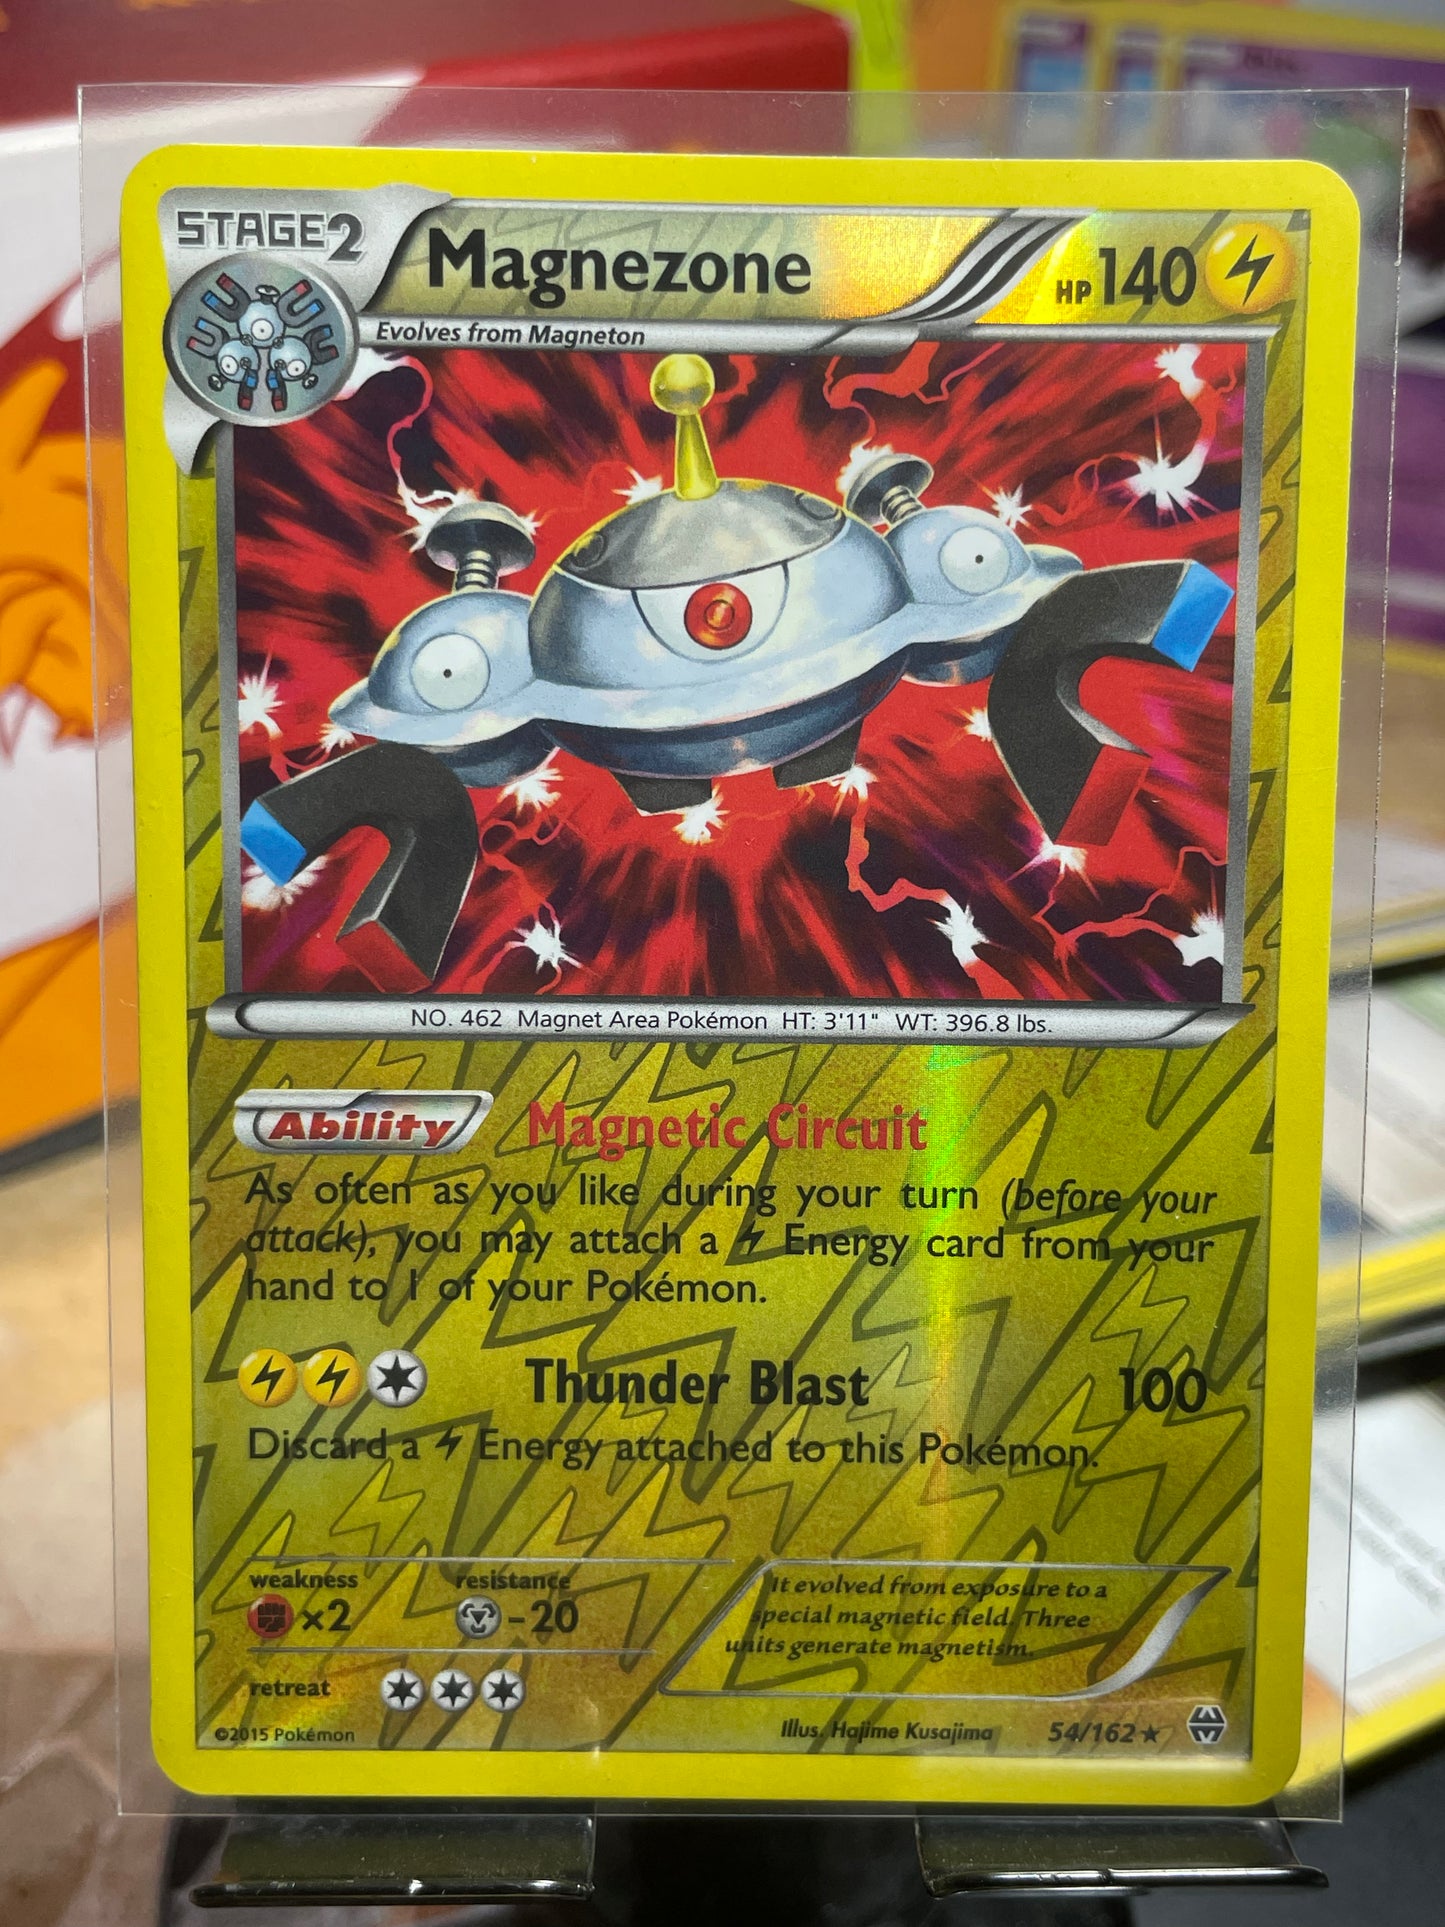 STAGE2
Magnezone
HP 140
Evolves from Magneton
NO. 462 Magnet Area Pokémon HT: 3'11" WT: 396.8 lbs.
Ability Magnetic Circuit
As often as you like during your turn (before your
attack), you may attach a Energy card from your
hand to 1 of your Pokémon.
Thunder Blast 100
Discard a Energy attached to this Pokémon.
weakness resistance
×2 -20
It evolved from exposure to a
special magnetic field. Three
units generate magnetism.
retreat
©2015 Pokémon
Illus. Hajime Kusajima 54/162 ★